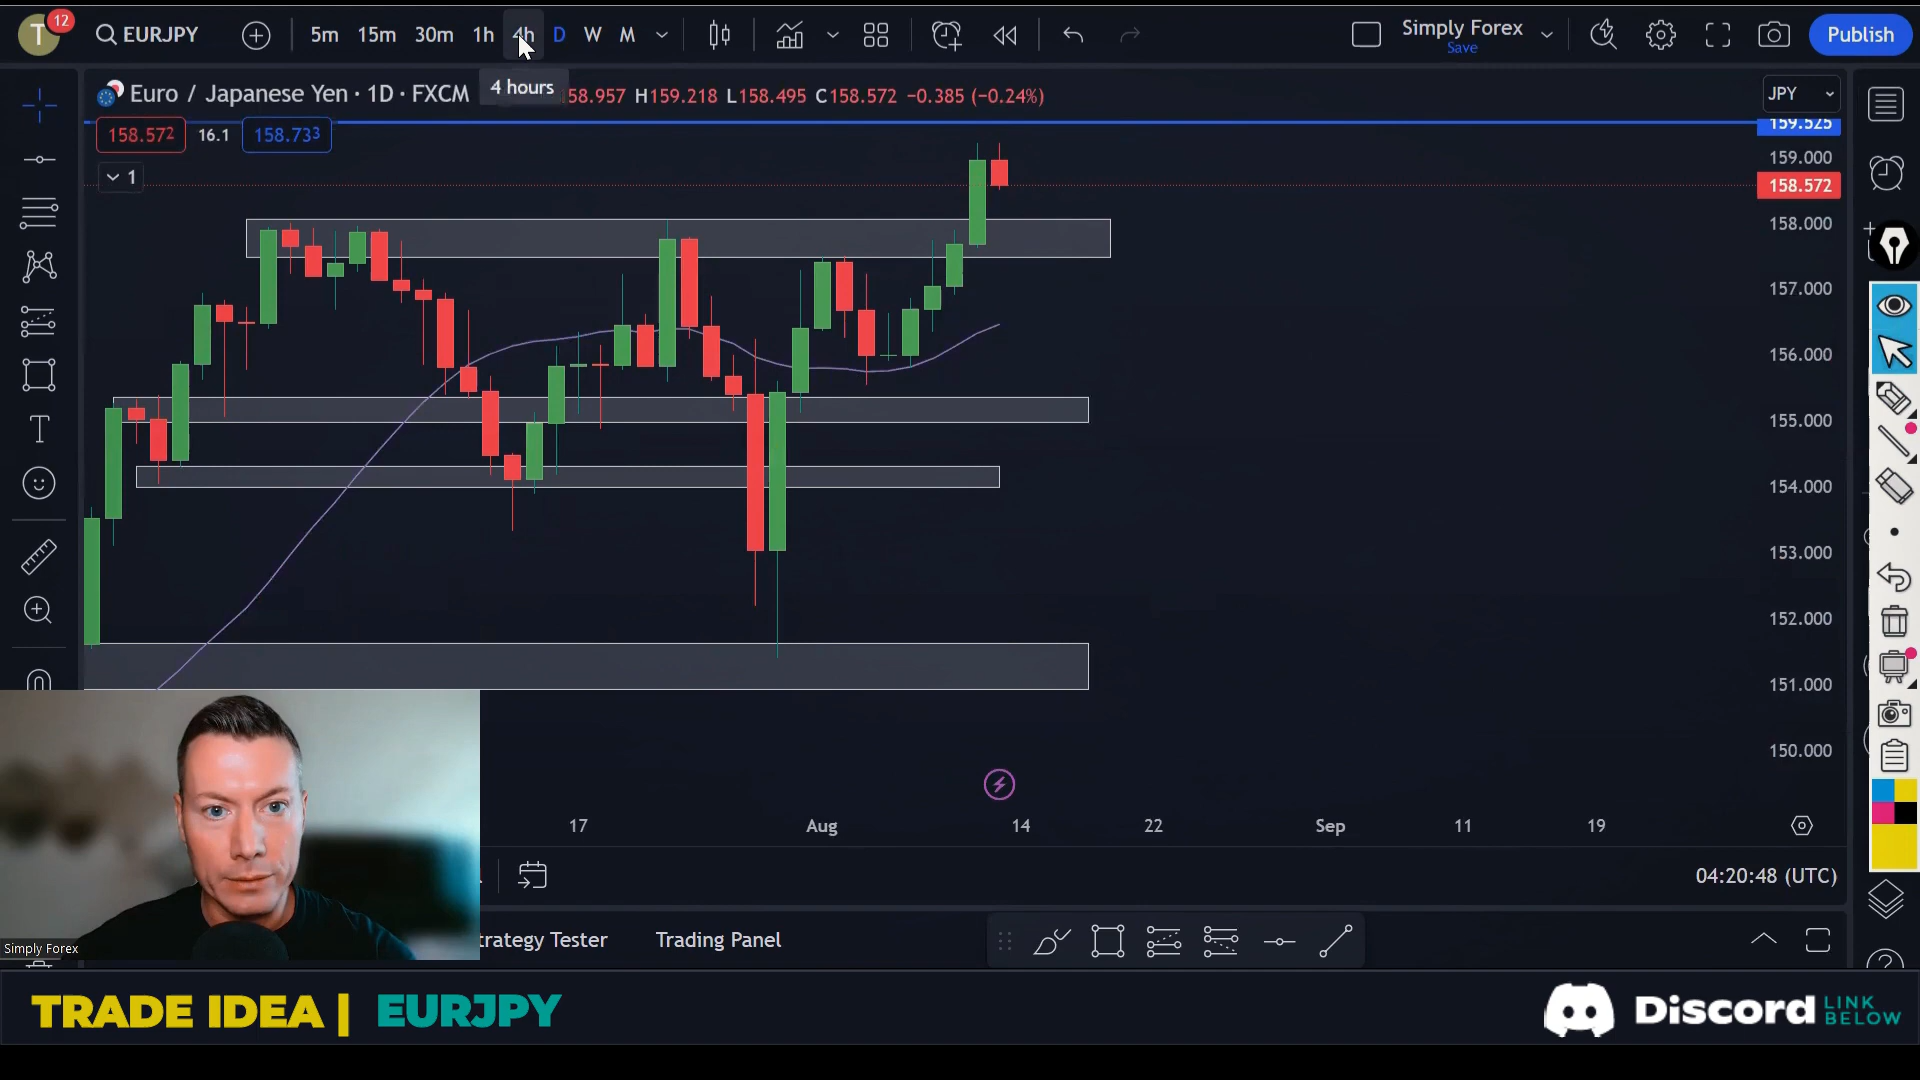 T
12
EURJPY
5m 15m 30m 1h 4h D W M
Simply Forex
Save
Publish
4 hours
Euro / Japanese Yen · 1D · FXCM
58.957 H159.218 L158.495 C158.572 −0.385 (−0.24%)
JPY
158.572 16.1 158.733
1
159.525
159.000
158.572
158.000
157.000
156.000
155.000
154.000
153.000
152.000
151.000
150.000
17 Aug 14 22 Sep 11 19
04:20:48 (UTC)
trategy Tester Trading Panel
Simply Forex
TRADE IDEA | EURJPY
Discord LINK BELOW